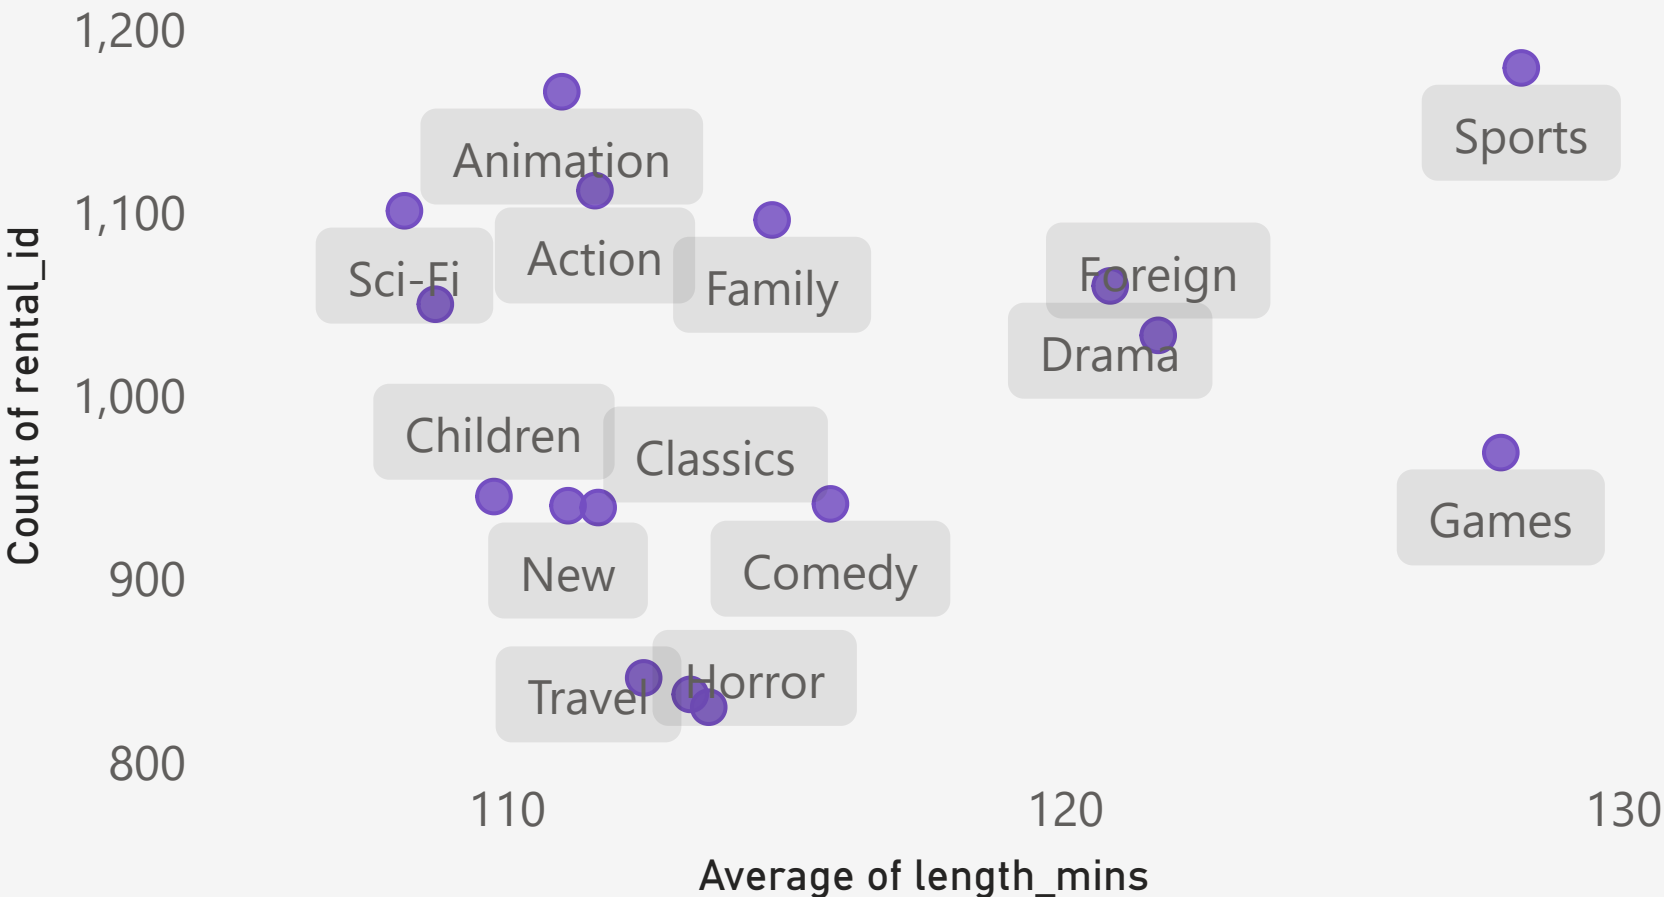 1,200
1,100
1,000
900
800
Count of rental_id
Animation
Sports
Action
Sci-Fi
Family
Foreign
Drama
Children
Classics
New
Comedy
Games
Travel
Horror
110
120
130
Average of length_mins